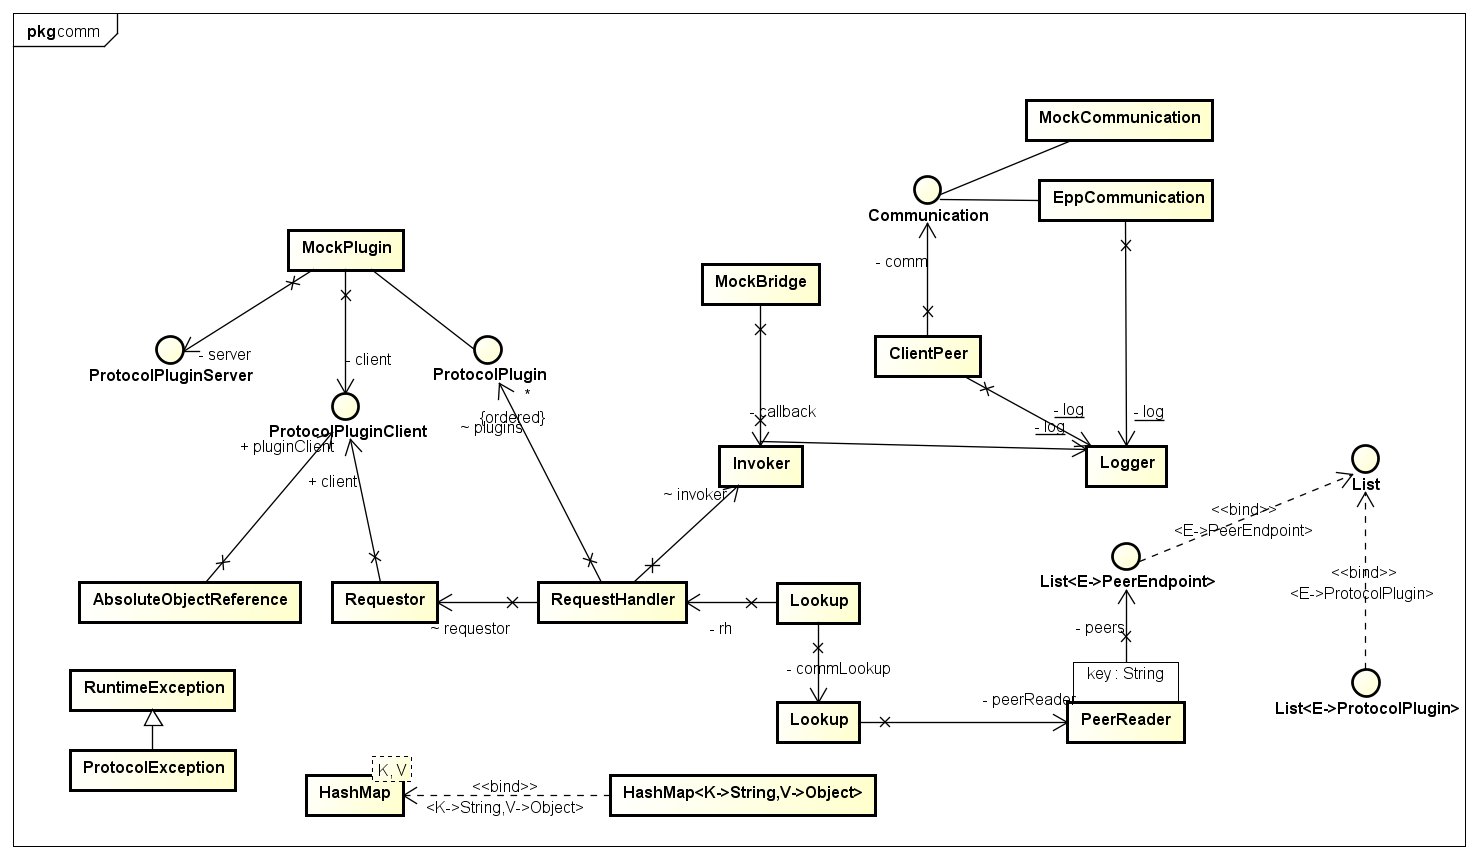 pkg comm
MockCommunication
EppCommunication
Communication
- comm
MockPlugin
MockBridge
ClientPeer
ProtocolPluginServer
- server
- client
ProtocolPlugin
*
{ordered}
~ plugins
ProtocolPluginClient
+ pluginClient
+ client
- callback
- log
- log
- log
Invoker
Logger
~ invoker
List
<<bind>>
<E->PeerEndpoint>
List<E->PeerEndpoint>
<<bind>>
<E->ProtocolPlugin>
AbsoluteObjectReference
Requestor
RequestHandler
Lookup
~ requestor
- rh
- peers
- commLookup
key : String
RuntimeException
- peerReader
List<E->ProtocolPlugin>
Lookup
PeerReader
ProtocolException
K, V
HashMap
<<bind>>
<K->String,V->Object>
HashMap<K->String,V->Object>